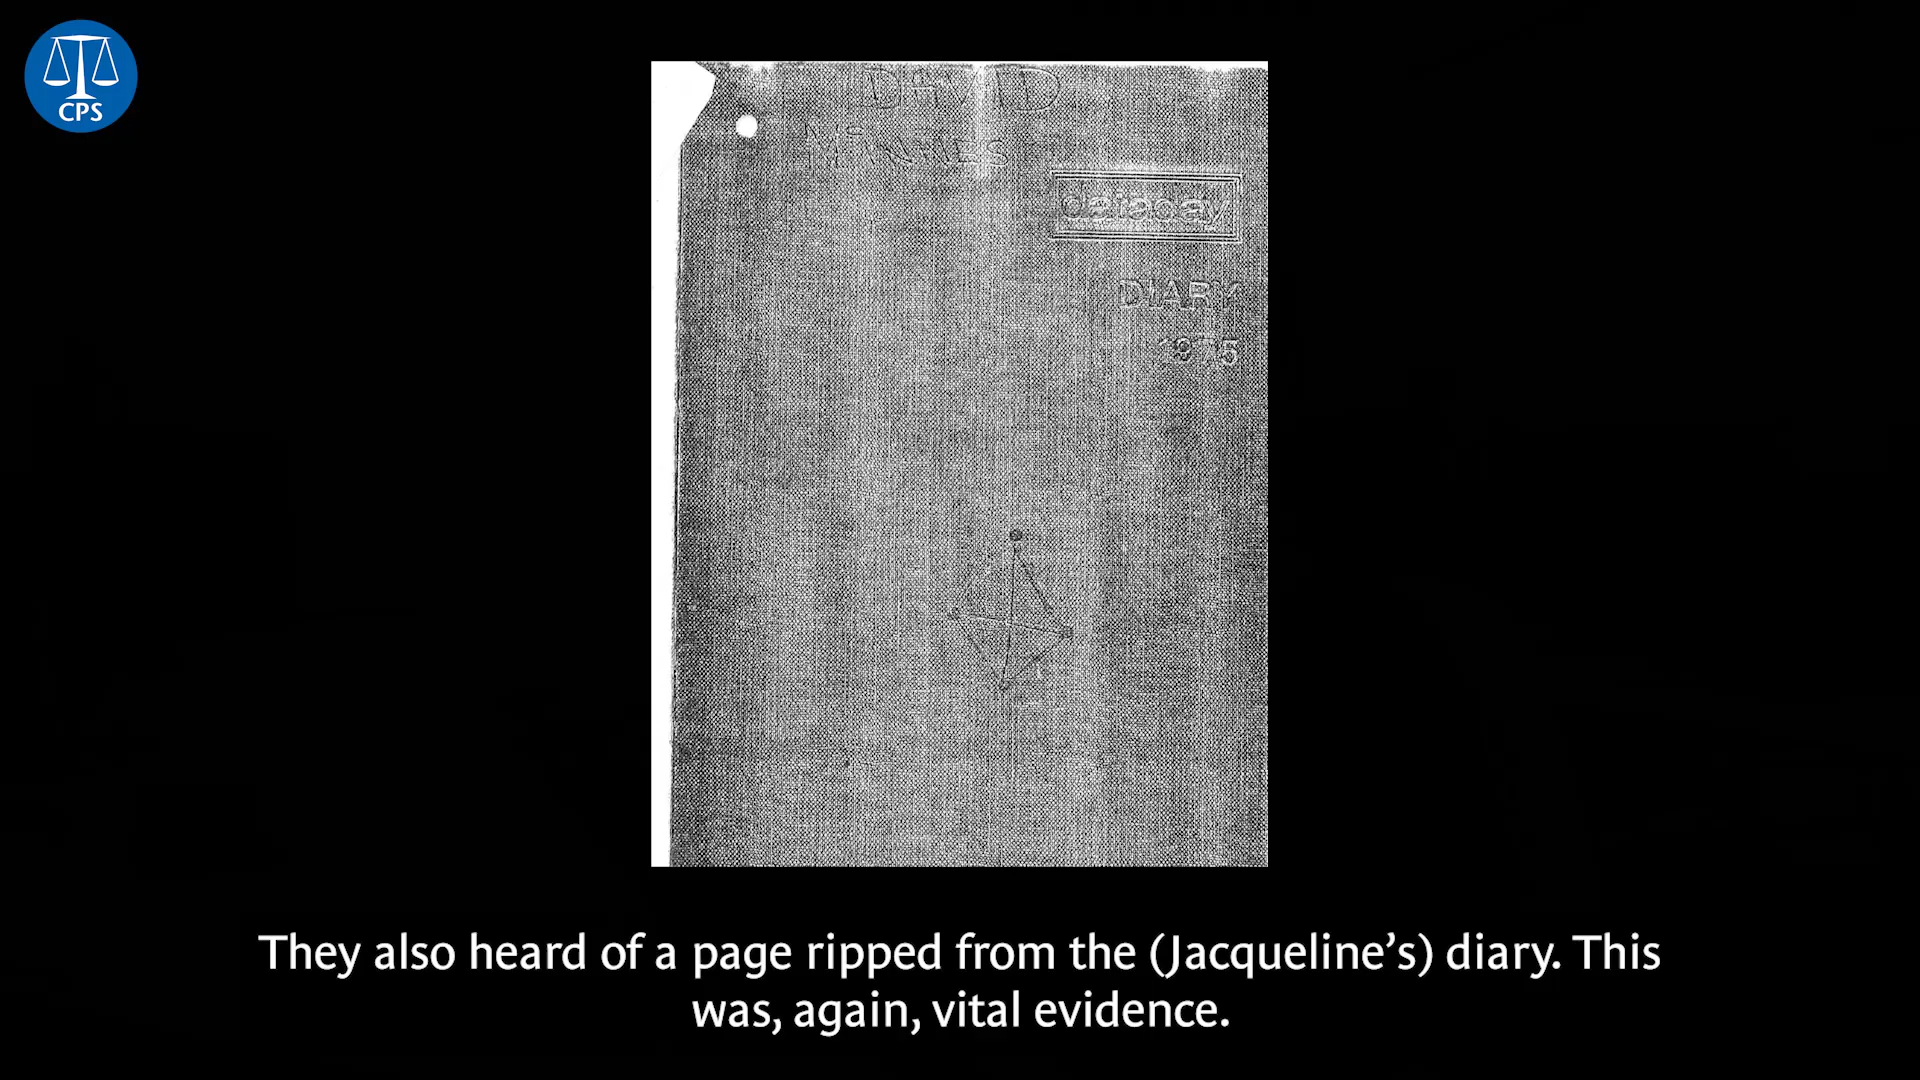 CPS
DAVID
dataday
DIARY
1975
They also heard of a page ripped from the (Jacqueline's) diary. This
was, again, vital evidence.